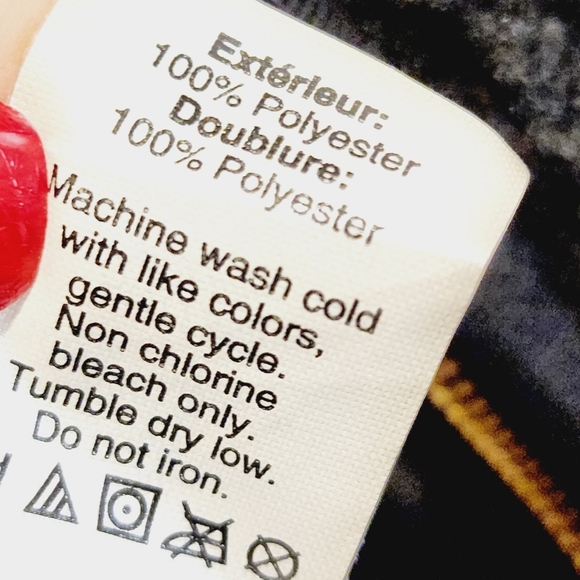 Extérieur:
100% Polyester
Doublure:
100% Polyester
Machine wash cold
with like colors,
gentle cycle.
Non chlorine
bleach only.
Tumble dry low.
Do not iron.